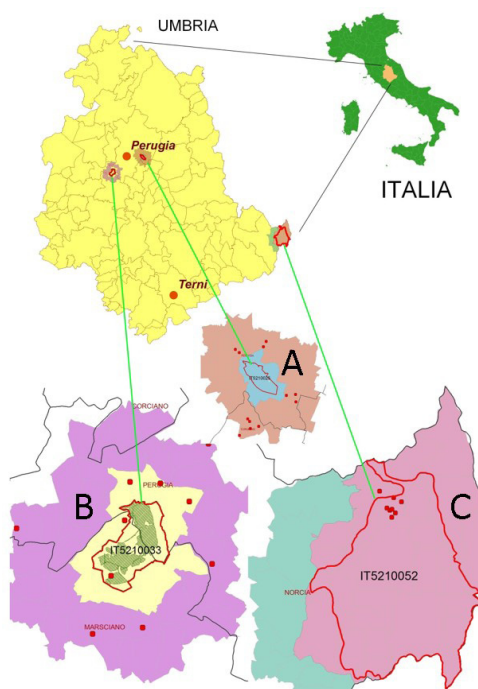 UMBRIA
Perugia
ITALIA
Terni
A
CORCIANO
B
PERUGIA
C
IT5210033
IT5210052
NORCIA
MARSCIANO